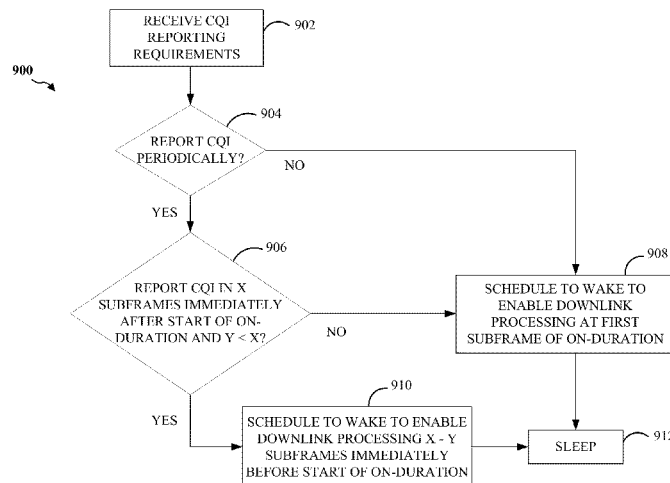 RECEIVE CQI
REPORTING
REQUIREMENTS
902
900
904
REPORT CQI
PERIODICALLY?
NO
YES
906
908
REPORT CQI IN X
SUBFRAMES IMMEDIATELY
AFTER START OF ON-
DURATION AND Y < X?
NO
SCHEDULE TO WAKE TO
ENABLE DOWNLINK
PROCESSING AT FIRST
SUBFRAME OF ON-DURATION
YES
910
SCHEDULE TO WAKE TO ENABLE
DOWNLINK PROCESSING X - Y
SUBFRAMES IMMEDIATELY
BEFORE START OF ON-DURATION
SLEEP
912